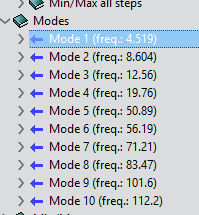 Min/Max all steps
Modes
Mode 1 (freq.: 4.519)
Mode 2 (freq.: 8.604)
Mode 3 (freq.: 12.56)
Mode 4 (freq.: 19.76)
Mode 5 (freq.: 50.89)
Mode 6 (freq.: 56.19)
Mode 7 (freq.: 71.21)
Mode 8 (freq.: 83.47)
Mode 9 (freq.: 101.6)
Mode 10 (freq.: 112.2)